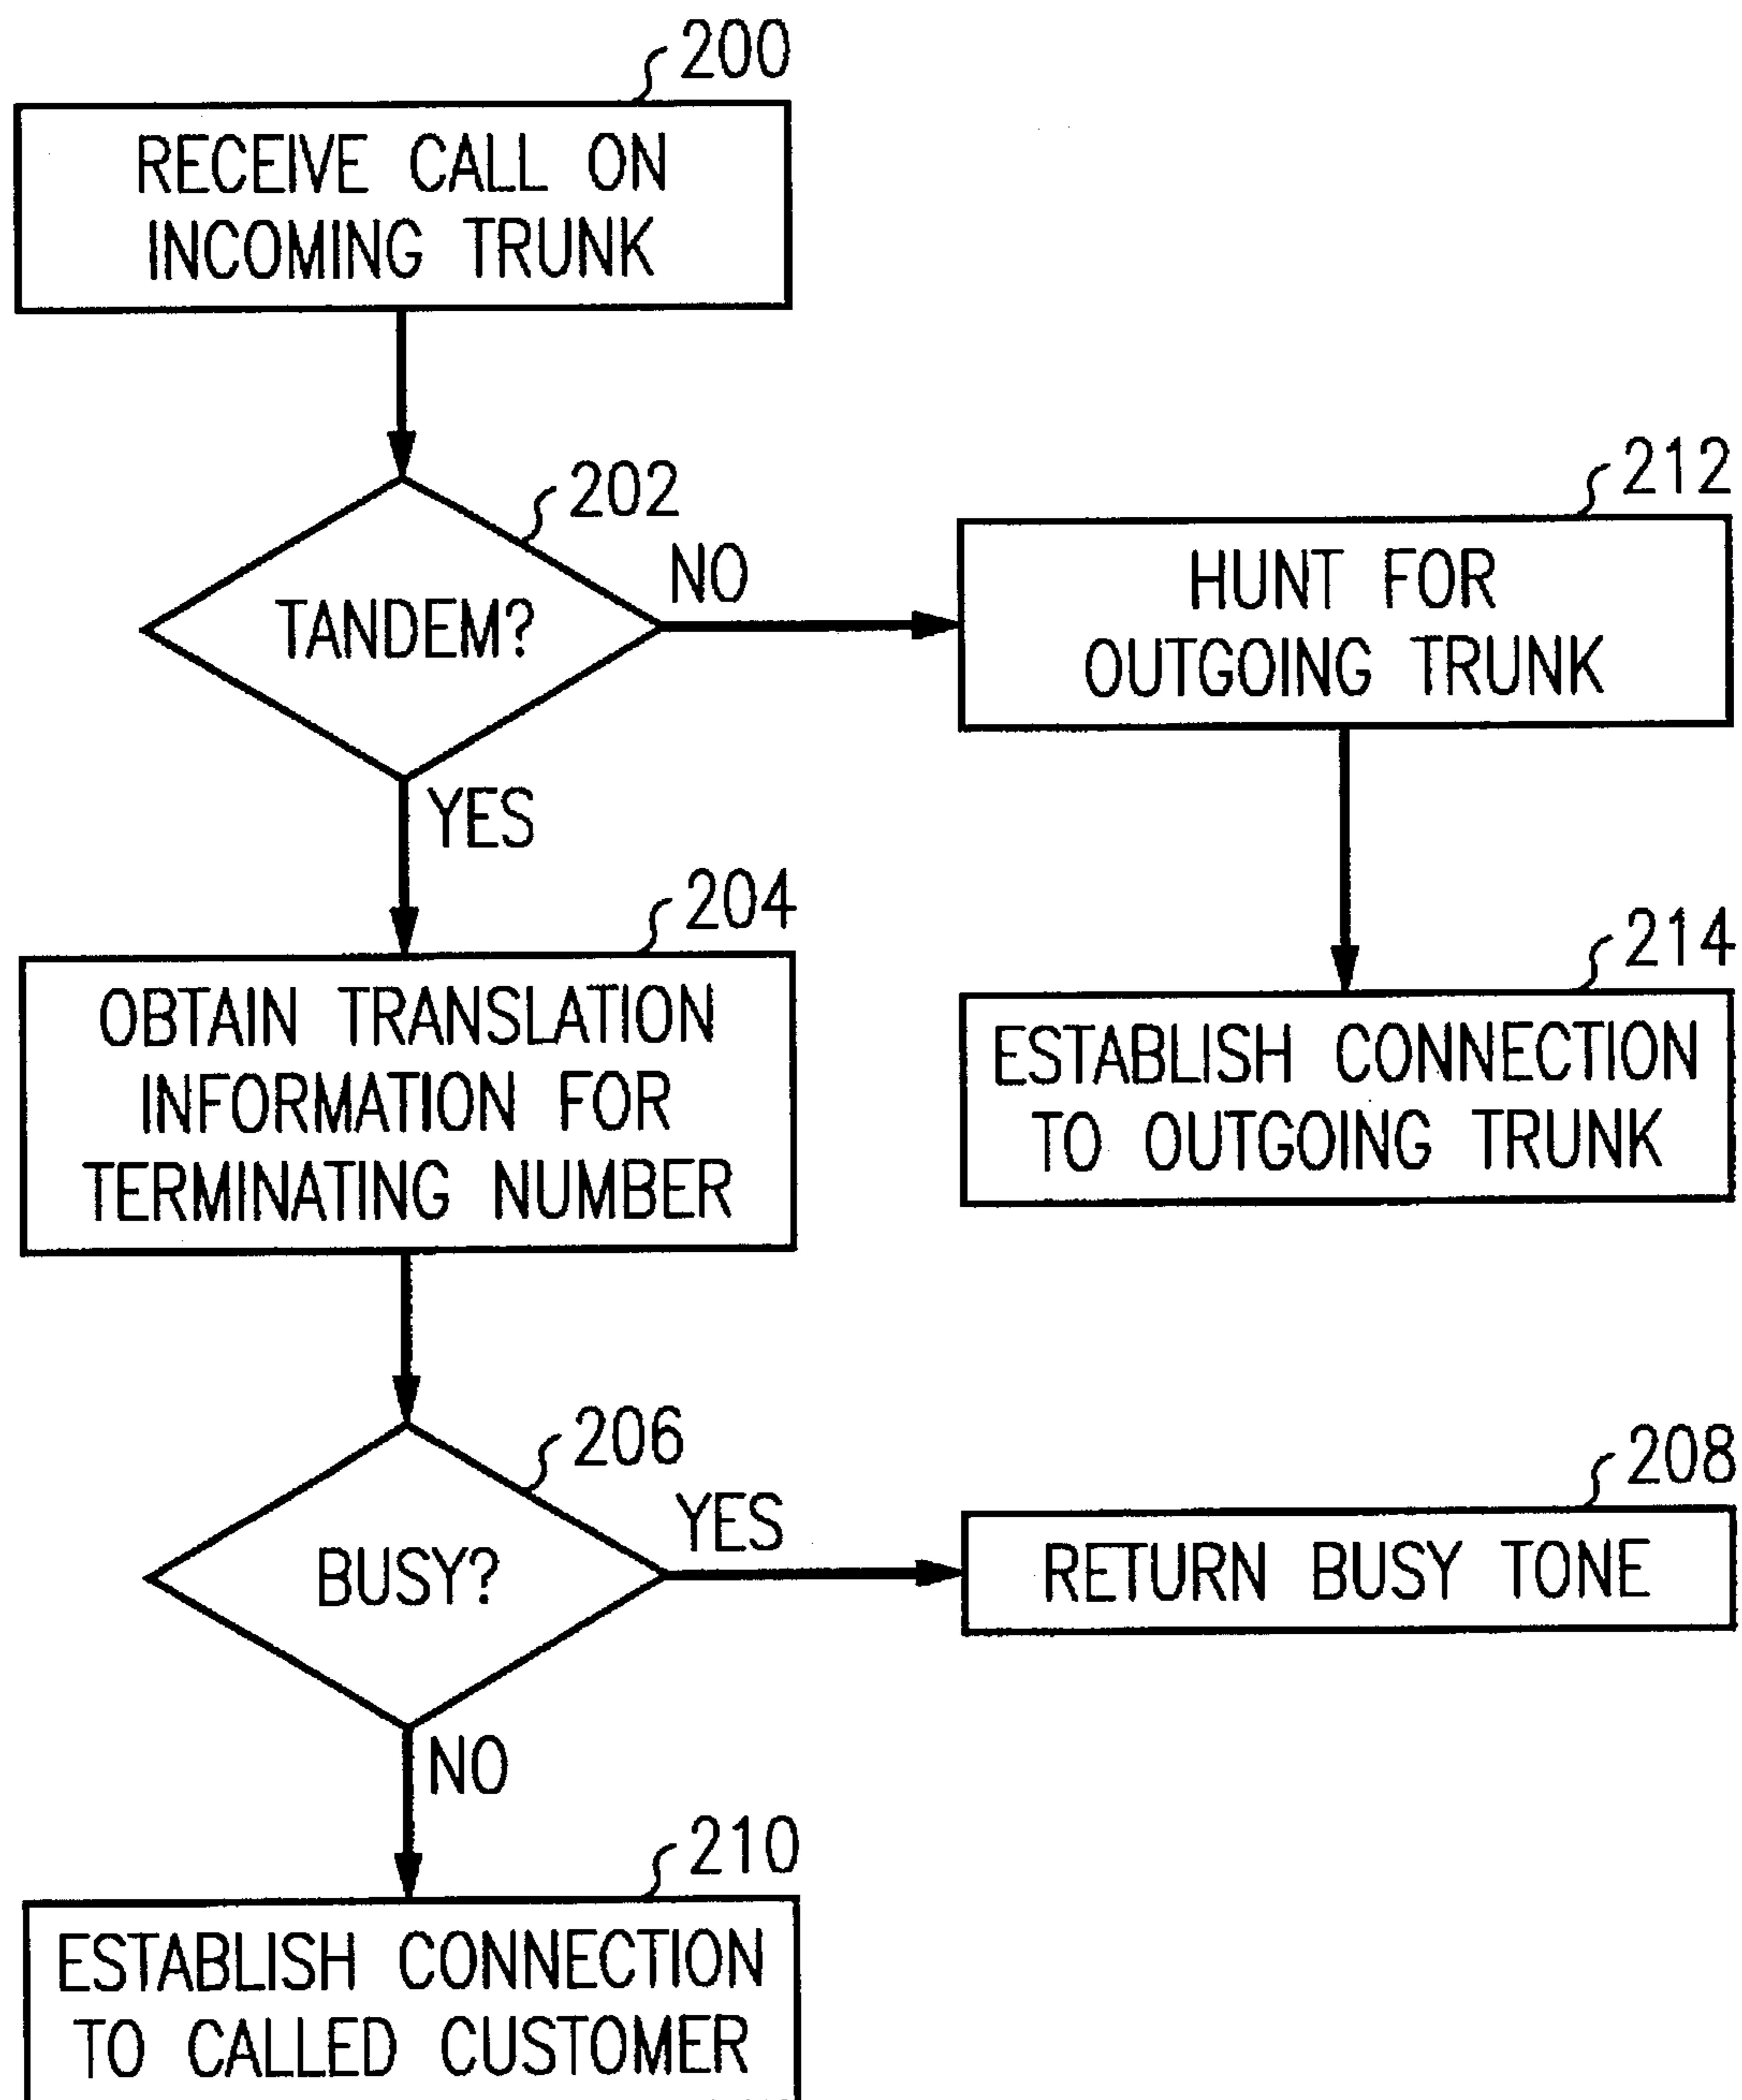 200
RECEIVE CALL ON
INCOMING TRUNK
202
TANDEM?
NO
212
HUNT FOR
OUTGOING TRUNK
YES
204
OBTAIN TRANSLATION
INFORMATION FOR
TERMINATING NUMBER
214
ESTABLISH CONNECTION
TO OUTGOING TRUNK
206
BUSY?
YES
208
RETURN BUSY TONE
NO
210
ESTABLISH CONNECTION
TO CALLED CUSTOMER